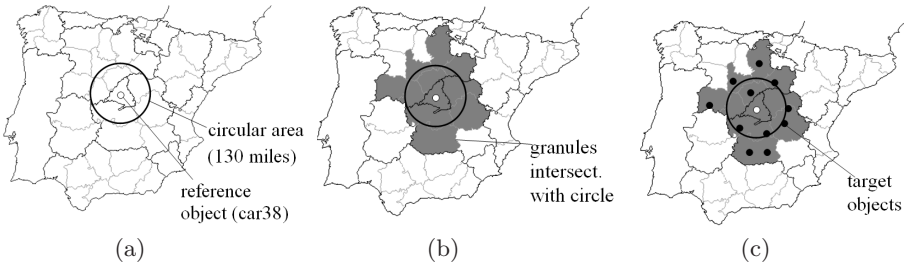 circular area
(130 miles)
reference
object (car38)
(a)
granules
intersect.
with circle
(b)
target
objects
(c)